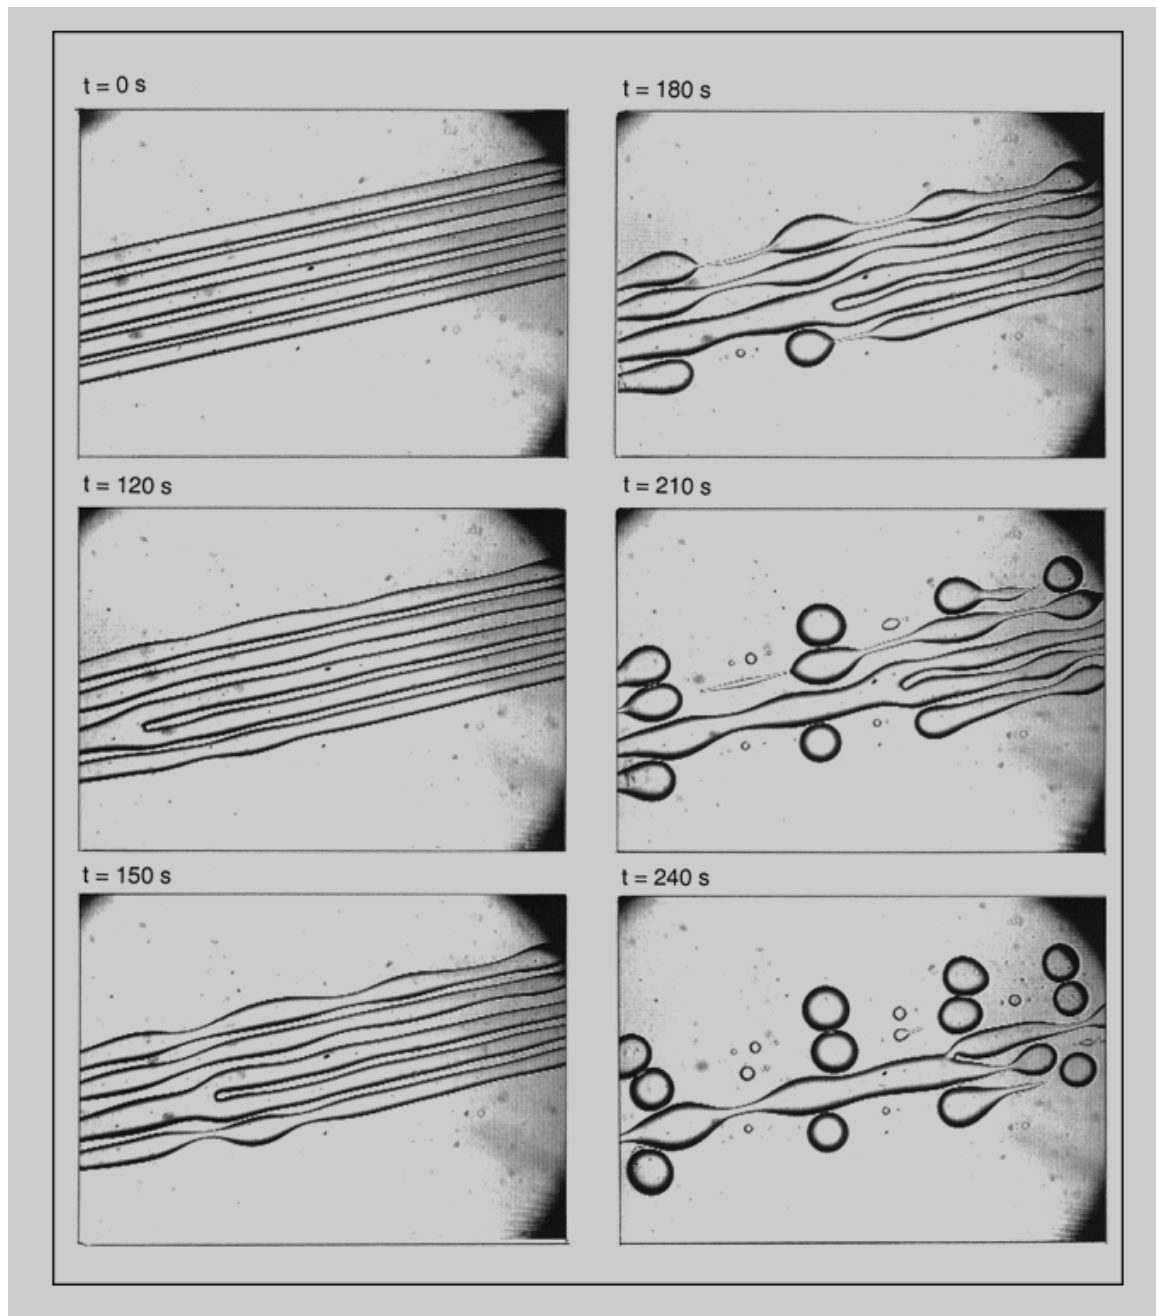 t = 0 s
t = 180 s
t = 120 s
t = 210 s
t = 150 s
t = 240 s